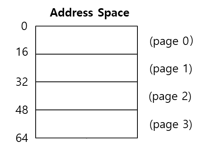 Address Space
0
(page 0)
16
(page 1)
32
(page 2)
48
(page 3)
64